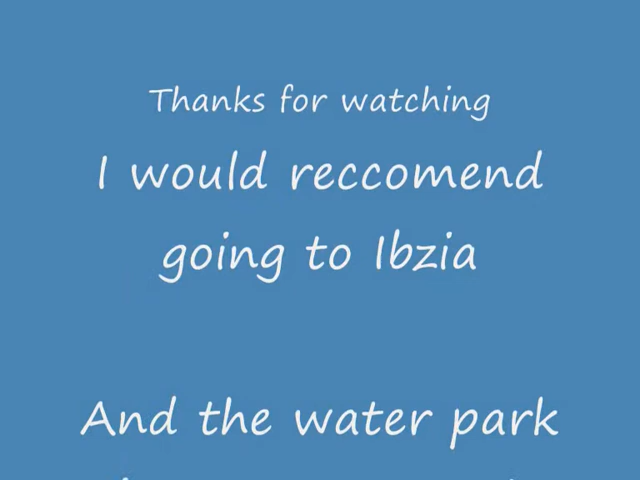 Thanks for watching
I would reccomend
going to Ibzia
And the water park